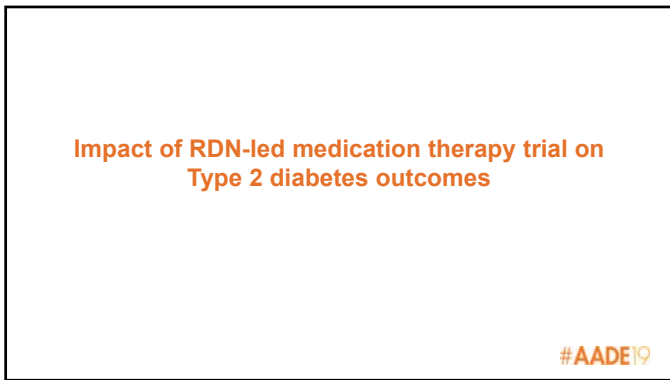 Impact of RDN-led medication therapy trial on
Type 2 diabetes outcomes
#AADE19